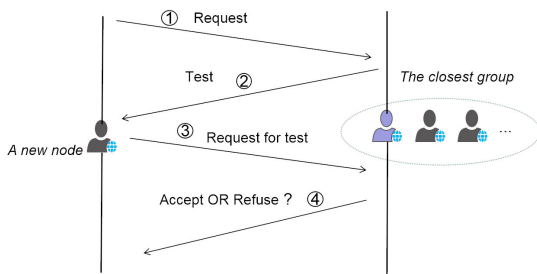 ① Request
Test ②
The closest group
③ Request for test
A new node
...
Accept OR Refuse ? ④